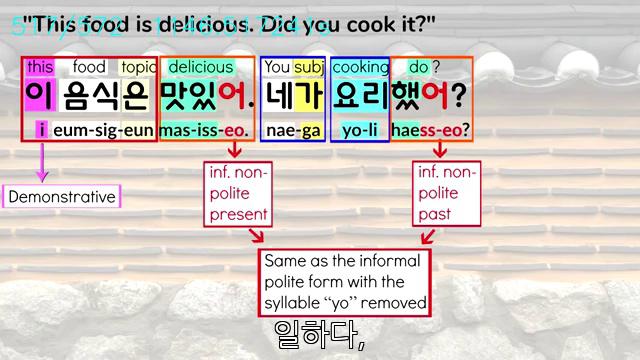 "This food is delicious. Did you cook it?"
this food topic delicious You subj cooking do ?
이 음식은 맛있어. 네가 요리했어?
i eum-sig-eun mas-iss-eo. nae-ga yo-li haess-eo?
Demonstrative
inf. non-
polite
present
inf. non-
polite
past
Same as the informal
polite form with the
syllable "yo" removed
일하다,